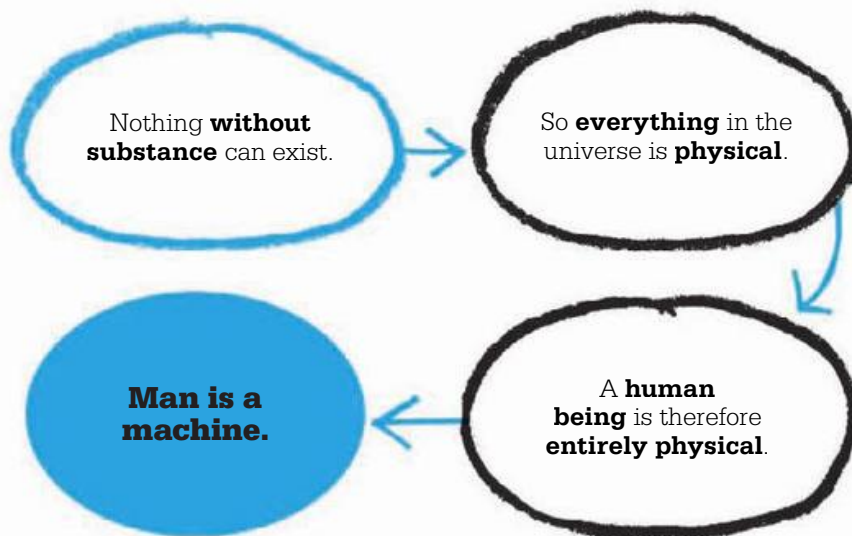 Nothing without
substance can exist.
So everything in the
universe is physical.
A human
being is therefore
entirely physical.
Man is a
machine.